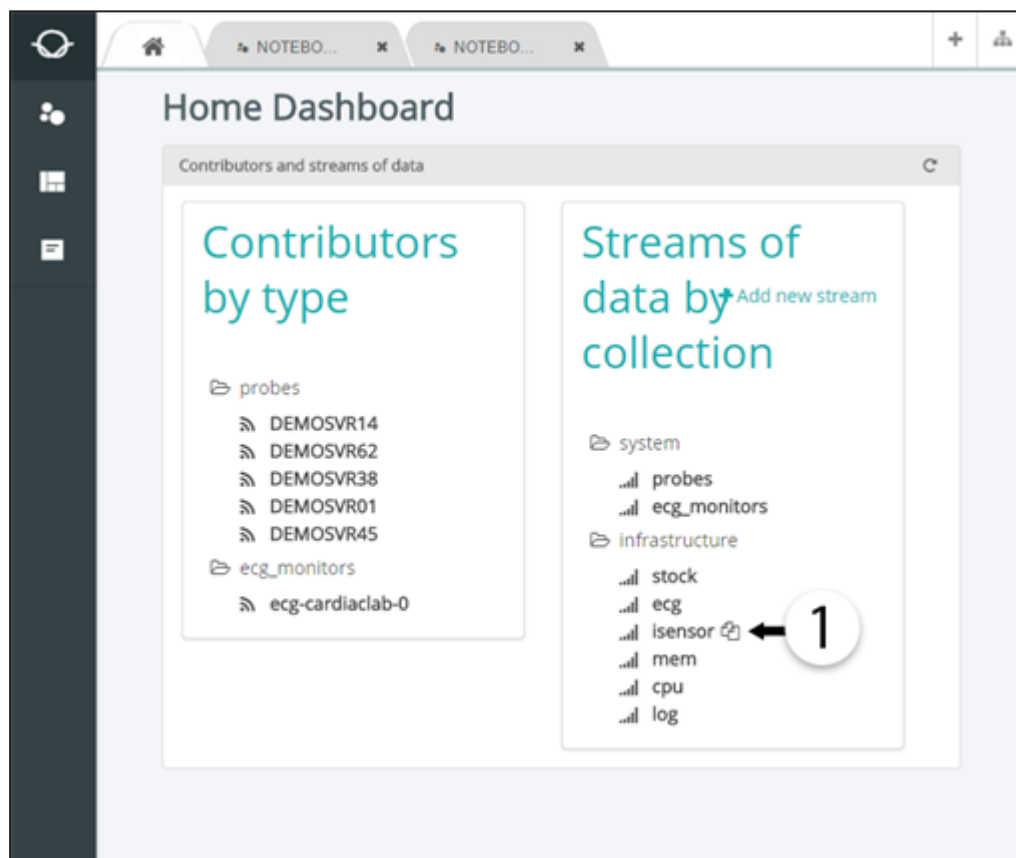 NOTEBO...
NOTEBO...
Home Dashboard
Contributors and streams of data
Contributors
by type
probes
DEMOSVR14
DEMOSVR62
DEMOSVR38
DEMOSVR01
DEMOSVR45
ecg_monitors
ecg-cardiaclab-0
Streams of
data by
Add new stream
collection
system
probes
ecg_monitors
infrastructure
stock
ecg
isensor
1
mem
cpu
log